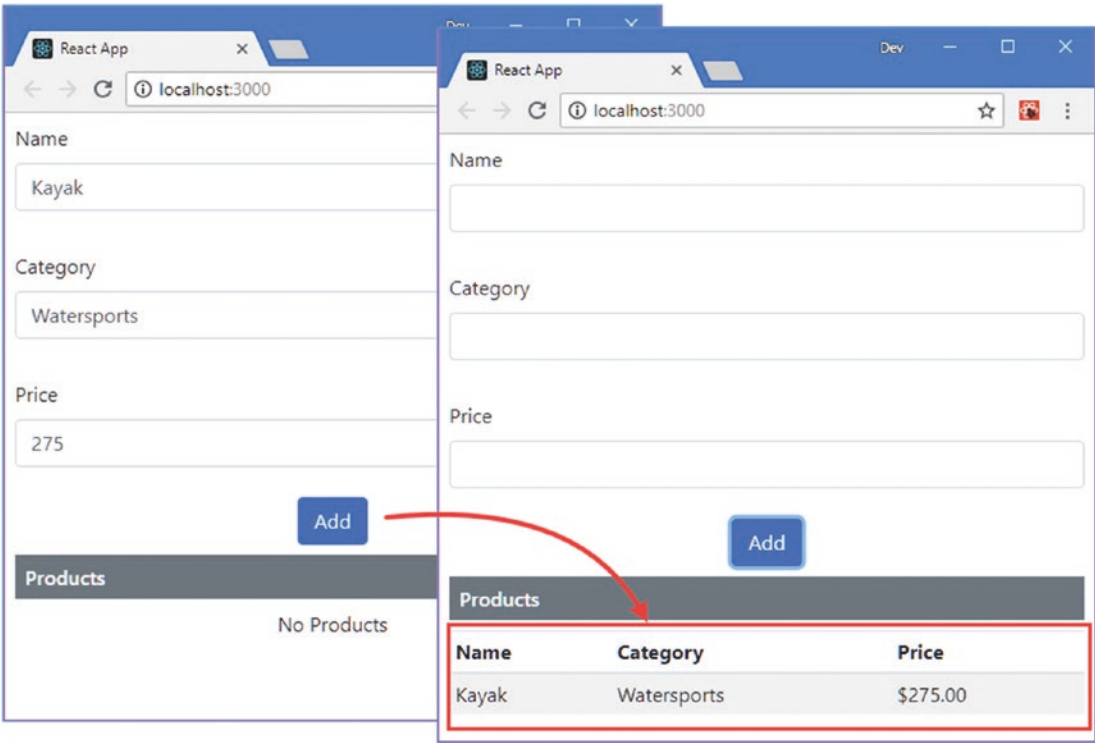 React App
localhost:3000
Name
Kayak
Category
Watersports
Price
275
Add
Products
No Products
Dev
React App
localhost:3000
Name
Category
Price
Add
Products
Name Category Price
Kayak Watersports $275.00